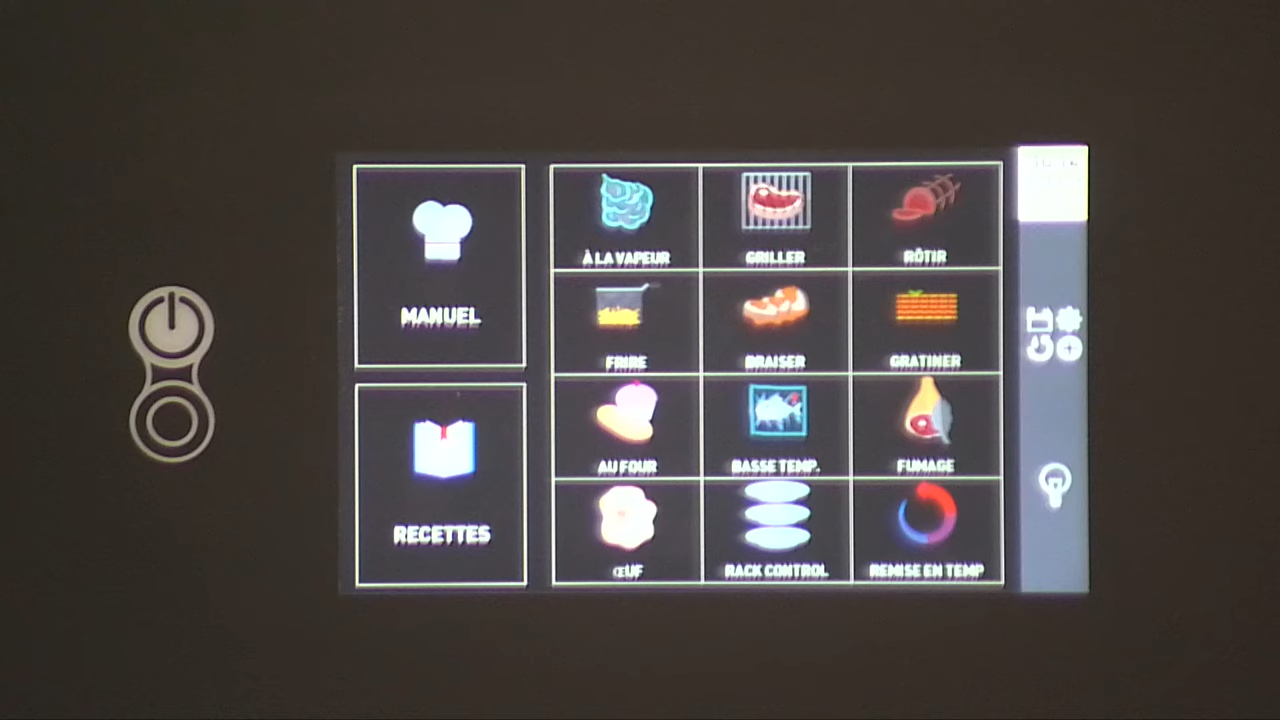 MANUEL
RECETTES
À LA VAPEUR
GRILLER
RÔTIR
FRIRE
BRAISER
GRATINER
AU FOUR
BASSE TEMP.
FUMAGE
ŒUF
RACK CONTROL
REMISE EN TEMP